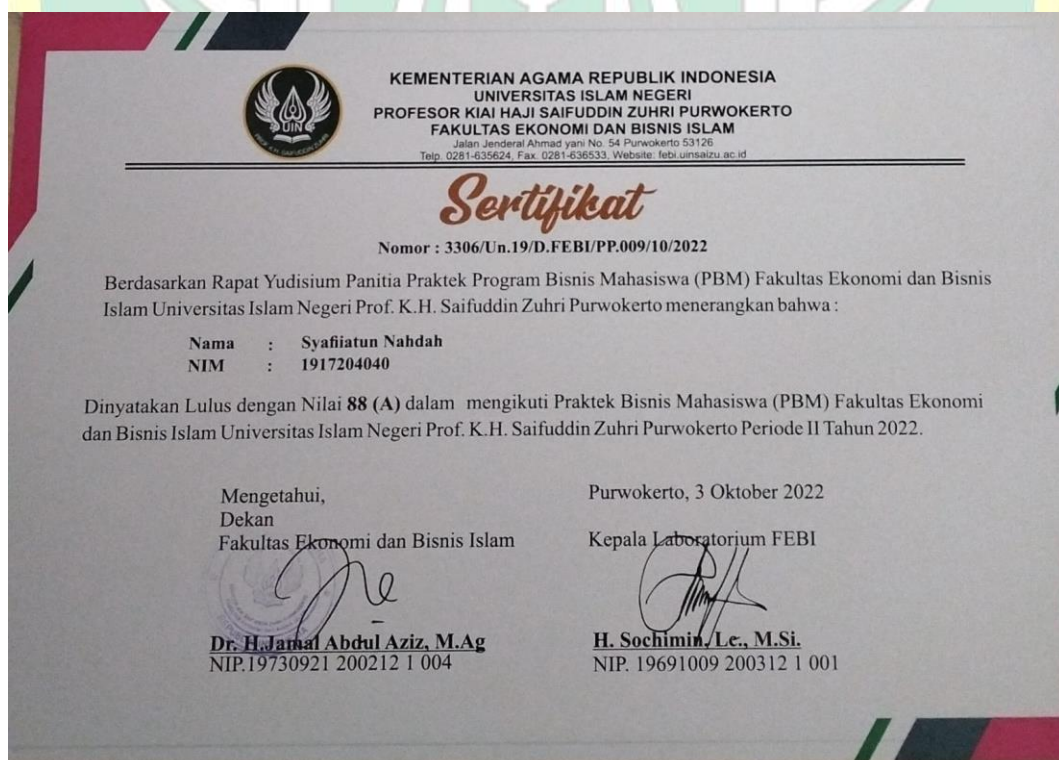 KEMENTERIAN AGAMA REPUBLIK INDONESIA
UNIVERSITAS ISLAM NEGERI
PROFESOR KIAI HAJI SAIFUDDIN ZUHRI PURWOKERTO
FAKULTAS EKONOMI DAN BISNIS ISLAM
Jalan Jenderal Ahmad yani No. 54 Purwokerto 53126
Telp. 0281-635624, Fax. 0281-636533, Website: febi.uinsaizu.ac.id
UIN
PROF. K.H. SAIFUDDIN ZUHRI
Sertifikat
Nomor : 3306/Un.19/D.FEBI/PP.009/10/2022
Berdasarkan Rapat Yudisium Panitia Praktek Program Bisnis Mahasiswa (PBM) Fakultas Ekonomi dan Bisnis
Islam Universitas Islam Negeri Prof. K.H. Saifuddin Zuhri Purwokerto menerangkan bahwa :
Nama : Syafiiatun Nahdah
NIM : 1917204040
Dinyatakan Lulus dengan Nilai 88 (A) dalam mengikuti Praktek Bisnis Mahasiswa (PBM) Fakultas Ekonomi
dan Bisnis Islam Universitas Islam Negeri Prof. K.H. Saifuddin Zuhri Purwokerto Periode II Tahun 2022.
Mengetahui,
Dekan
Fakultas Ekonomi dan Bisnis Islam
Dr. H.Jamal Abdul Aziz, M.Ag
NIP.19730921 200212 1 004
Purwokerto, 3 Oktober 2022
Kepala Laboratorium FEBI
H. Sochimin, Lc., M.Si.
NIP. 19691009 200312 1 001